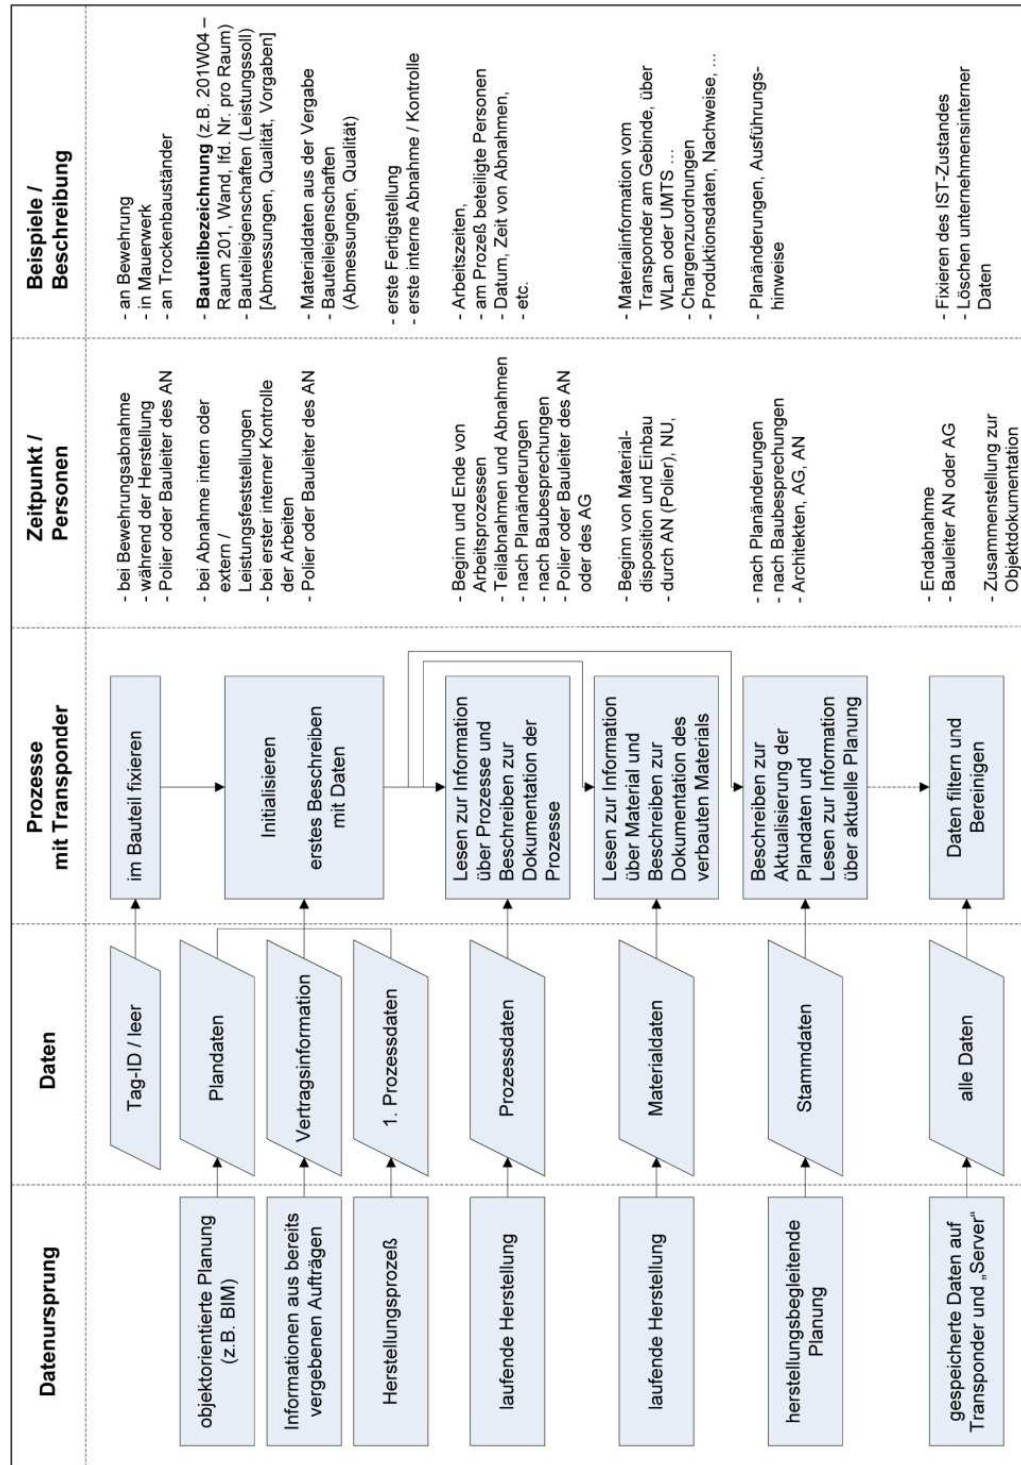 Datenursprung
Daten
Prozesse
mit Transponder
Zeitpunkt /
Personen
Beispiele /
Beschreibung
Tag-ID / leer
im Bauteil fixieren
- bei Bewehrungsabnahme
- während der Herstellung
- Polier oder Bauleiter des AN
- an Bewehrung
- in Mauerwerk
- an Trockenbauständer
objektorientierte Planung
(z.B. BIM)
Plandaten
Informationen aus bereits
vergebenen Aufträgen
Vertragsinformation
Herstellungsprozeß
1. Prozessdaten
Initialisieren
erstes Beschreiben
mit Daten
- bei Abnahme intern oder
extern /
Leistungsfeststellungen
- bei erster interner Kontrolle
der Arbeiten
- Polier oder Bauleiter des AN
- Bauteilbezeichnung (z.B. 201W04 –
Raum 201, Wand, lfd. Nr. pro Raum)
- Bauteileigenschaften (Leistungssoll)
[Abmessungen, Qualität, Vorgaben]
- Materialdaten aus der Vergabe
- Bauteileigenschaften
(Abmessungen, Qualität)
- erste Fertigstellung
- erste interne Abnahme / Kontrolle
laufende Herstellung
Prozessdaten
Lesen zur Information
über Prozesse und
Beschreiben zur
Dokumentation der
Prozesse
- Beginn und Ende von
Arbeitsprozessen
- Teilabnahmen und Abnahmen
- nach Planänderungen
- nach Baubesprechungen
- Polier oder Bauleiter des AN
oder des AG
- Arbeitszeiten,
- am Prozeß beteiligte Personen
- Datum, Zeit von Abnahmen,
- etc.
laufende Herstellung
Materialdaten
Lesen zur Information
über Material und
Beschreiben zur
Dokumentation des
verbauten Materials
- Beginn von Material-
disposition und Einbau
- durch AN (Polier), NU,
- Materialinformation vom
Transponder am Gebinde, über
WLan oder UMTS ...
- Chargenzuordnungen
- Produktionsdaten, Nachweise, ...
herstellungsbegleitende
Planung
Stammdaten
Beschreiben zur
Aktualisierung der
Plandaten und
Lesen zur Information
über aktuelle Planung
- nach Planänderungen
- nach Baubesprechungen
- Architekten, AG, AN
- Planänderungen, Ausführungs-
hinweise
gespeicherte Daten auf
Transponder und „Server“
alle Daten
Daten filtern und
Bereinigen
- Endabnahme
- Bauleiter AN oder AG
- Zusammenstellung zur
Objektdokumentation
- Fixieren des IST-Zustandes
- Löschen unternehmensinterner
Daten